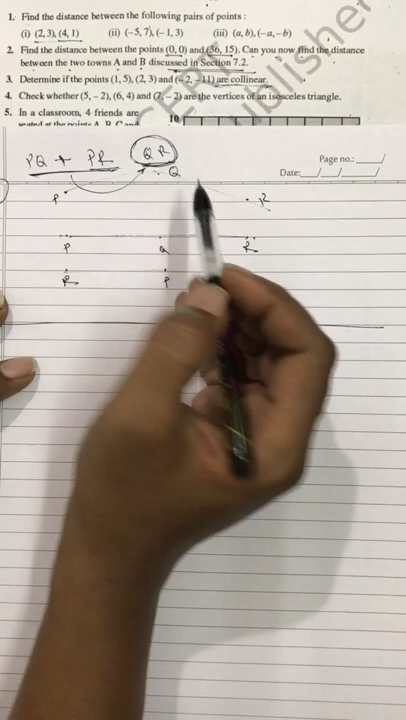 1. Find the distance between the following pairs of points :
(i) (2, 3), (4, 1) (ii) (– 5, 7), (– 1, 3) (iii) (a, b), (– a, – b)
2. Find the distance between the points (0, 0) and (36, 15). Can you now find the distance
between the two towns A and B discussed in Section 7.2.
3. Determine if the points (1, 5), (2, 3) and (– 2, – 11) are collinear.
4. Check whether (5, – 2), (6, 4) and (7, – 2) are the vertices of an isosceles triangle.
5. In a classroom, 4 friends are
10
PQ + PR QR
Page no.:
Date:
Q
P R
P Q R
R P